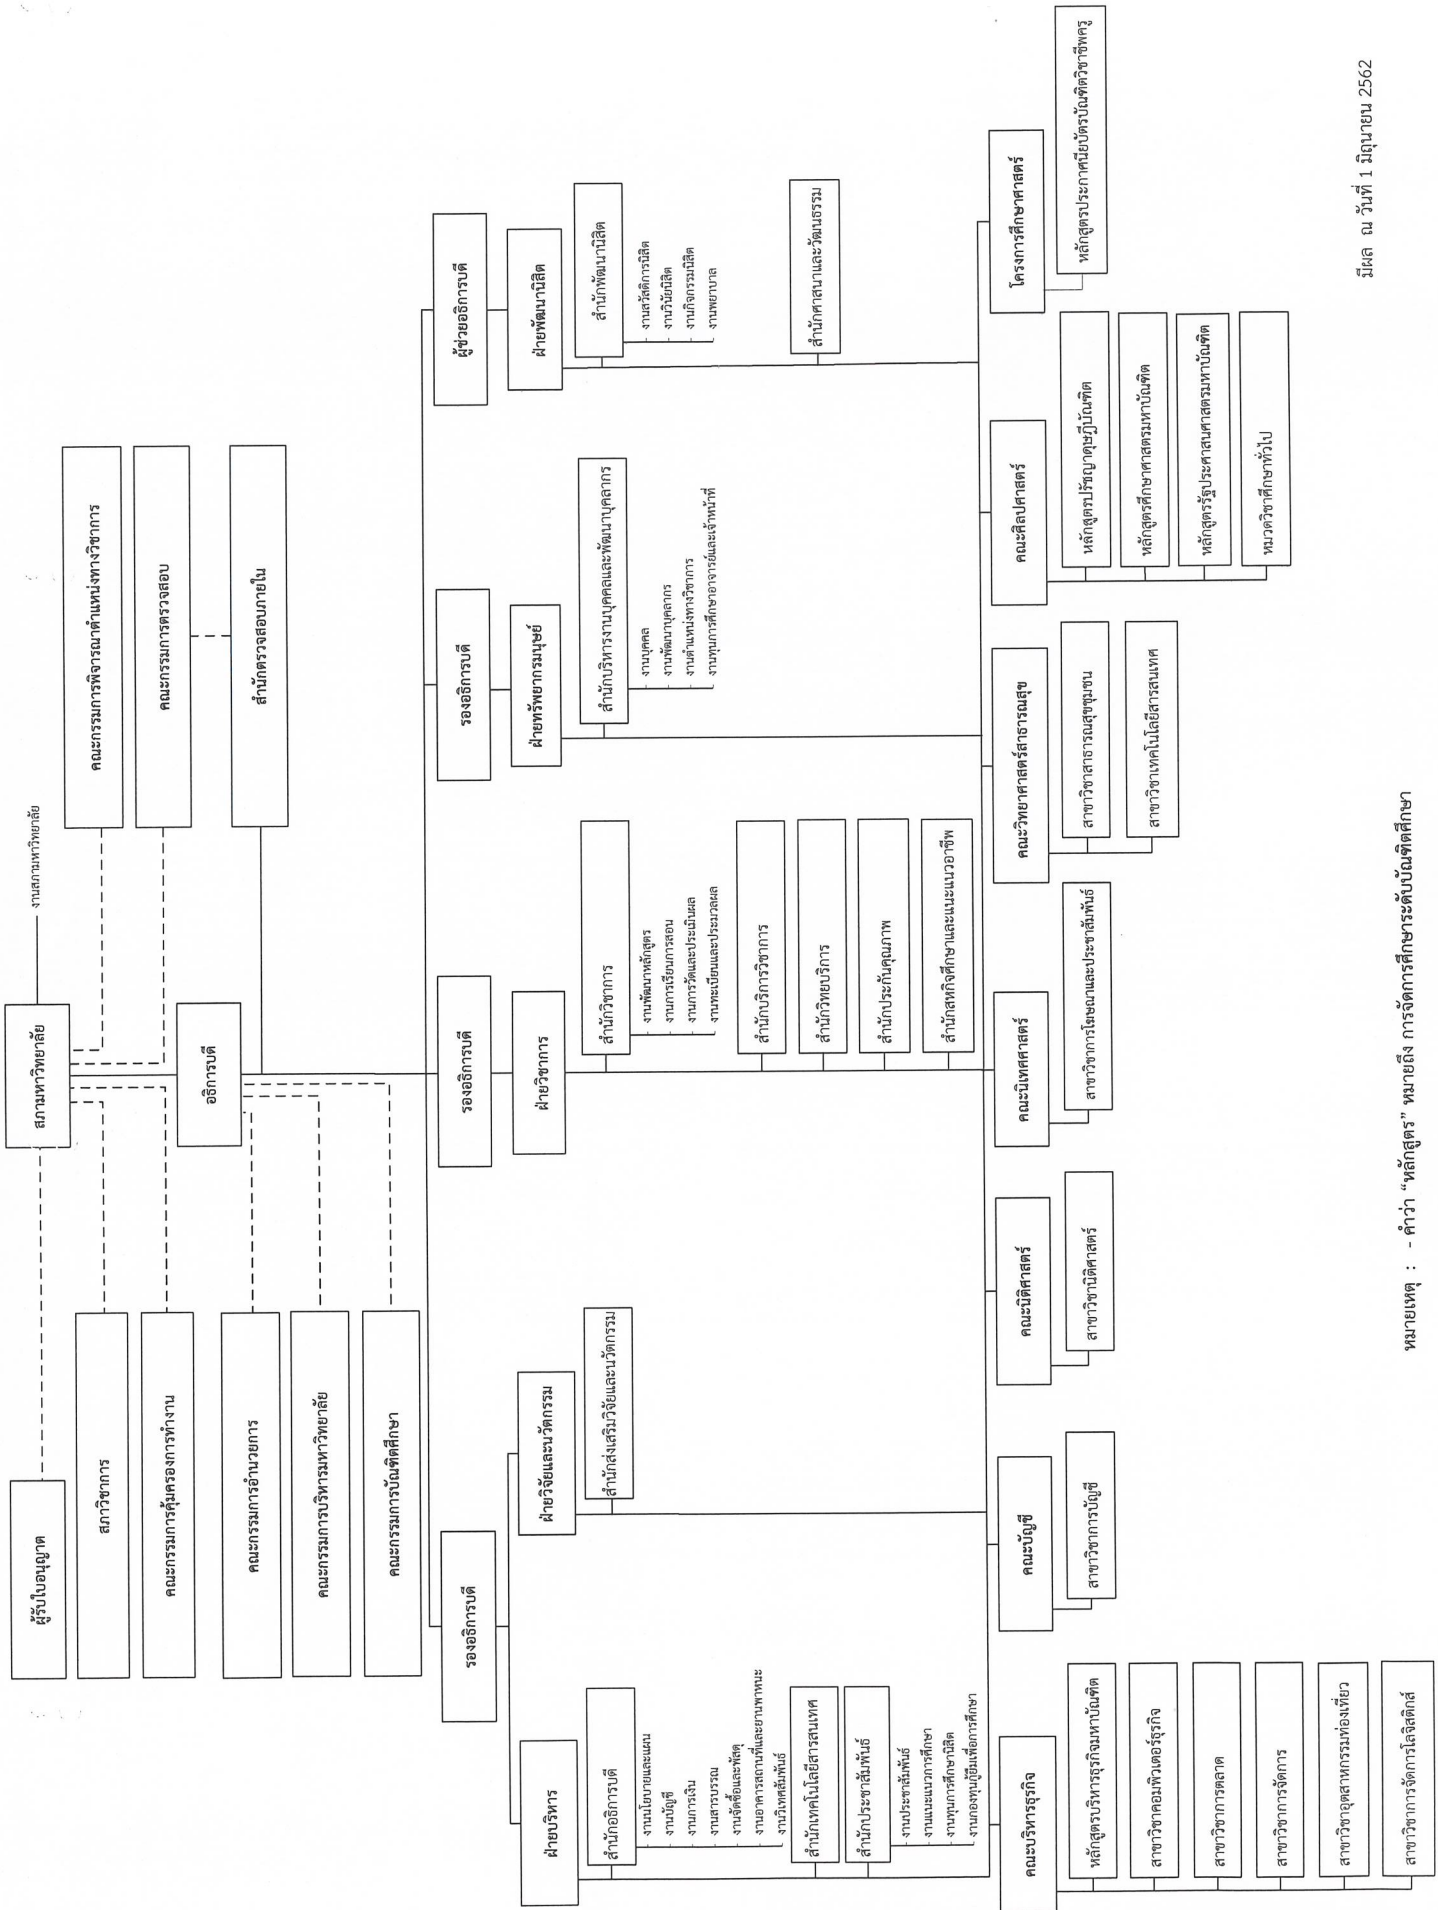 สภามหาวิทยาลัย
งานสภามหาวิทยาลัย
ผู้รับใบอนุญาต
สภาวิชาการ
คณะกรรมการคุ้มครองการทำงาน
คณะกรรมการพิจารณาตำแหน่งทางวิชาการ
คณะกรรมการตรวจสอบ
สำนักตรวจสอบภายใน
อธิการบดี
คณะกรรมการอำนวยการ
คณะกรรมการบริหารมหาวิทยาลัย
คณะกรรมการบัณฑิตศึกษา
รองอธิการบดี
ฝ่ายบริหาร
สำนักอธิการบดี
- งานนโยบายและแผน
- งานบัญชี
- งานการเงิน
- งานสารบรรณ
- งานจัดซื้อและพัสดุ
- งานอาคารสถานที่และยานพาหนะ
- งานวิเทศสัมพันธ์
สำนักเทคโนโลยีสารสนเทศ
สำนักประชาสัมพันธ์
- งานประชาสัมพันธ์
- งานแนะแนวการศึกษา
- งานทุนการศึกษานิสิต
- งานกองทุนกู้ยืมเพื่อการศึกษา
ฝ่ายวิจัยและนวัตกรรม
สำนักส่งเสริมวิจัยและนวัตกรรม
รองอธิการบดี
ฝ่ายวิชาการ
สำนักวิชาการ
- งานพัฒนาหลักสูตร
- งานการเรียนการสอน
- งานการวัดและประเมินผล
- งานทะเบียนและประมวลผล
สำนักบริการวิชาการ
สำนักวิทยบริการ
สำนักประกันคุณภาพ
สำนักสหกิจศึกษาและแนะแนวอาชีพ
รองอธิการบดี
ฝ่ายทรัพยากรมนุษย์
สำนักบริหารงานบุคคลและพัฒนาบุคลากร
- งานบุคคล
- งานพัฒนาบุคลากร
- งานตำแหน่งทางวิชาการ
- งานทุนการศึกษาอาจารย์และเจ้าหน้าที่
ผู้ช่วยอธิการบดี
ฝ่ายพัฒนานิสิต
สำนักพัฒนานิสิต
- งานสวัสดิการนิสิต
- งานวินัยนิสิต
- งานกิจกรรมนิสิต
- งานพยาบาล
สำนักศาสนาและวัฒนธรรม
คณะบริหารธุรกิจ
หลักสูตรบริหารธุรกิจมหาบัณฑิต
สาขาวิชาคอมพิวเตอร์ธุรกิจ
สาขาวิชาการตลาด
สาขาวิชาการจัดการ
สาขาวิชาอุตสาหกรรมท่องเที่ยว
สาขาวิชาการจัดการโลจิสติกส์
คณะบัญชี
สาขาวิชาการบัญชี
คณะนิติศาสตร์
สาขาวิชานิติศาสตร์
คณะนิเทศศาสตร์
สาขาวิชาการโฆษณาและประชาสัมพันธ์
คณะวิทยาศาสตร์สาธารณสุข
สาขาวิชาสาธารณสุขชุมชน
สาขาวิชาเทคโนโลยีสารสนเทศ
คณะศิลปศาสตร์
หลักสูตรปรัชญาดุษฎีบัณฑิต
หลักสูตรศึกษาศาสตรมหาบัณฑิต
หลักสูตรรัฐประศาสนศาสตรมหาบัณฑิต
หมวดวิชาศึกษาทั่วไป
โครงการศึกษาศาสตร์
หลักสูตรประกาศนียบัตรบัณฑิตวิชาชีพครู
หมายเหตุ : - คำว่า “หลักสูตร” หมายถึง การจัดการศึกษาระดับบัณฑิตศึกษา
มีผล ณ วันที่ 1 มิถุนายน 2562